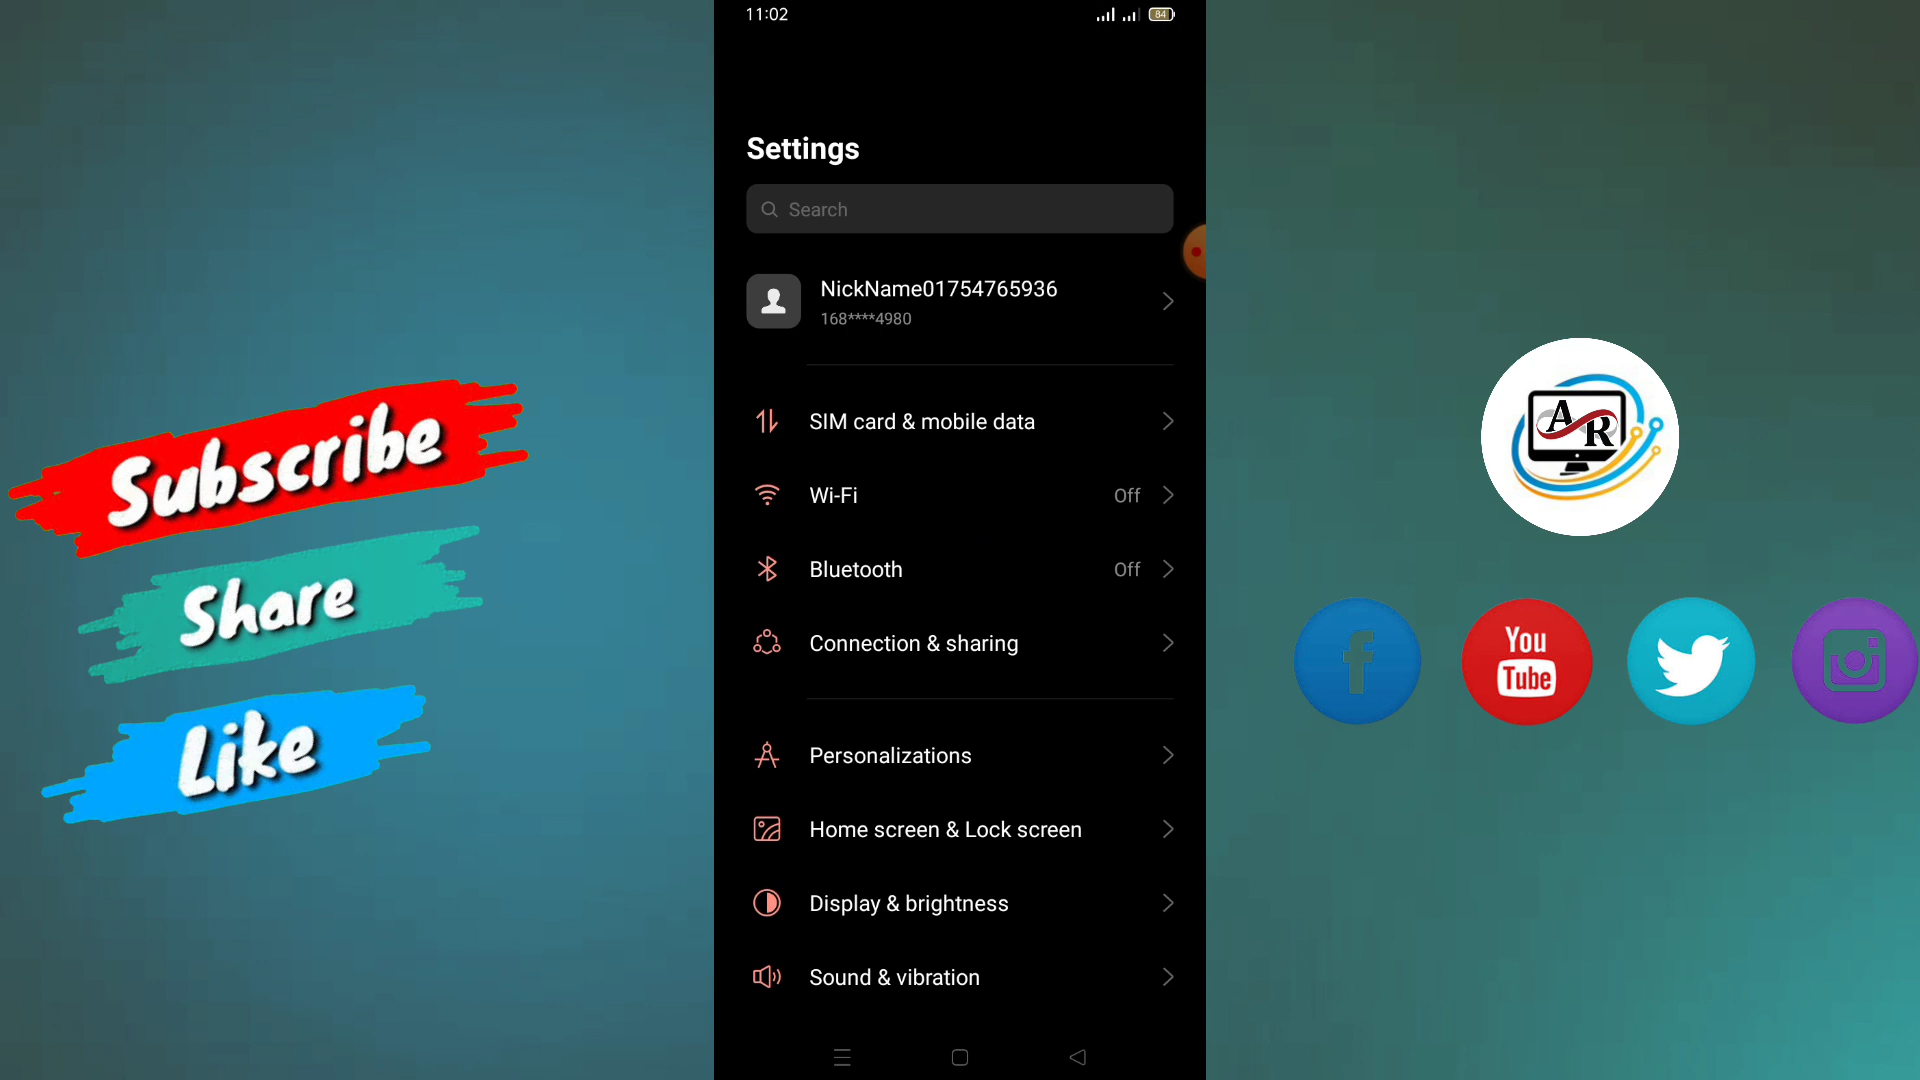 Subscribe
Share
Like
11:02
84
Settings
Search
NickName01754765936
168****4980
SIM card & mobile data
Wi-Fi Off
Bluetooth Off
Connection & sharing
Personalizations
Home screen & Lock screen
Display & brightness
Sound & vibration
AR
f
You
Tube